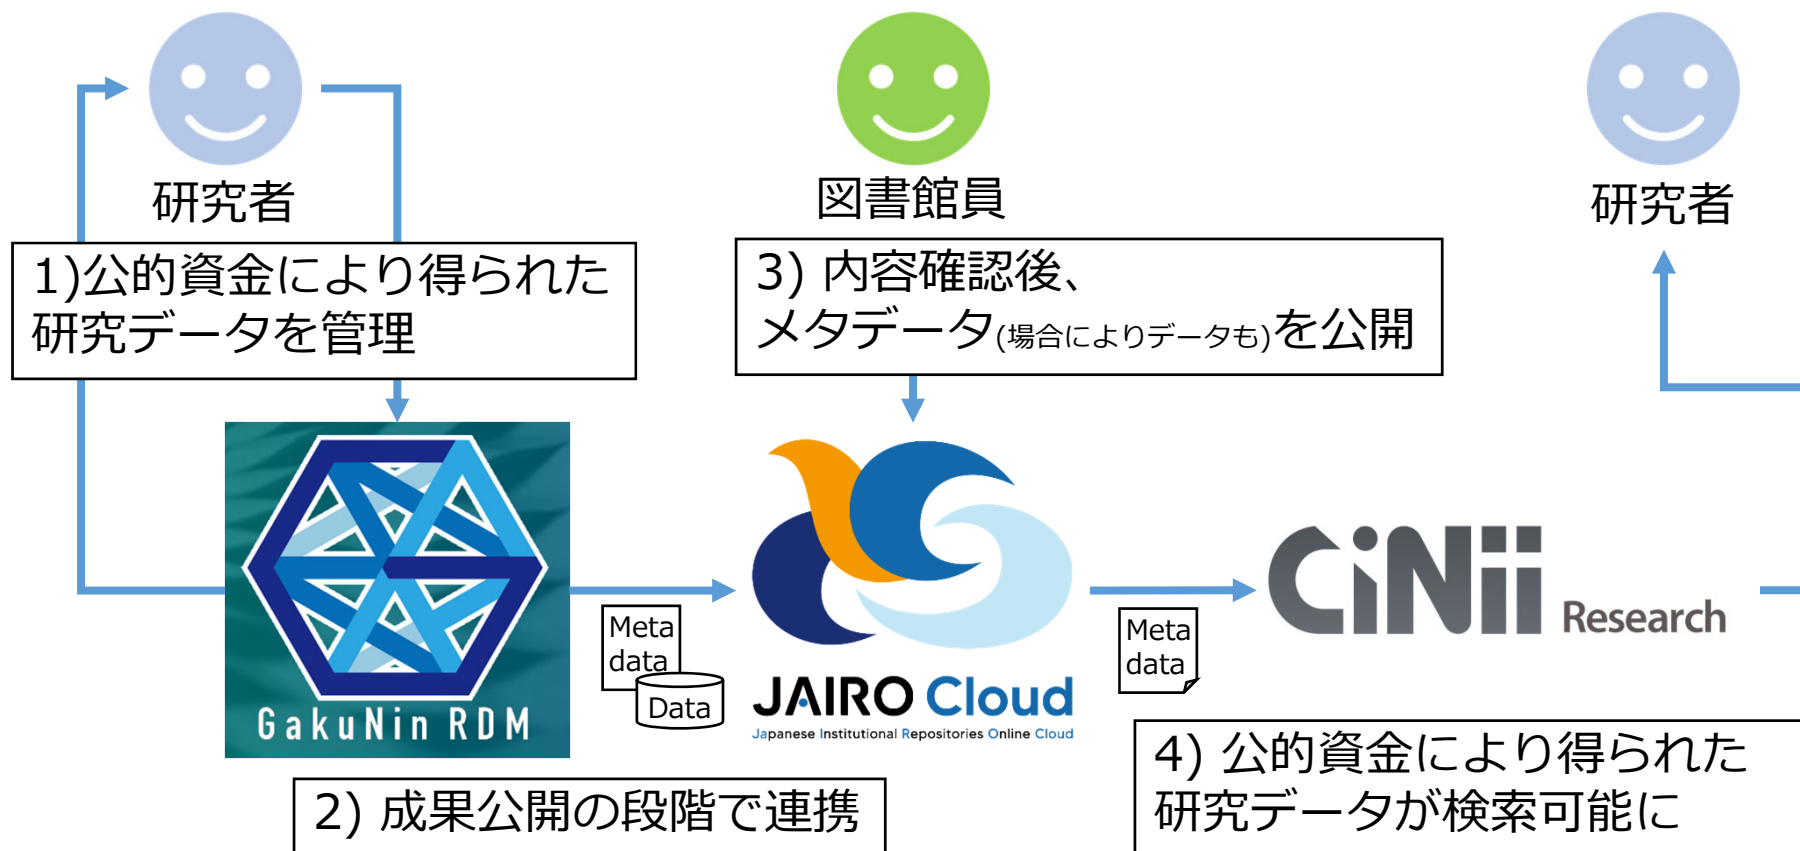 研究者
図書館員
研究者
1)公的資金により得られた
研究データを管理
3) 内容確認後、
メタデータ(場合によりデータも)を公開
GakuNin RDM
Meta
data
Data
JAIRO Cloud
Japanese Institutional Repositories Online Cloud
Meta
data
CiNii Research
2) 成果公開の段階で連携
4) 公的資金により得られた
研究データが検索可能に